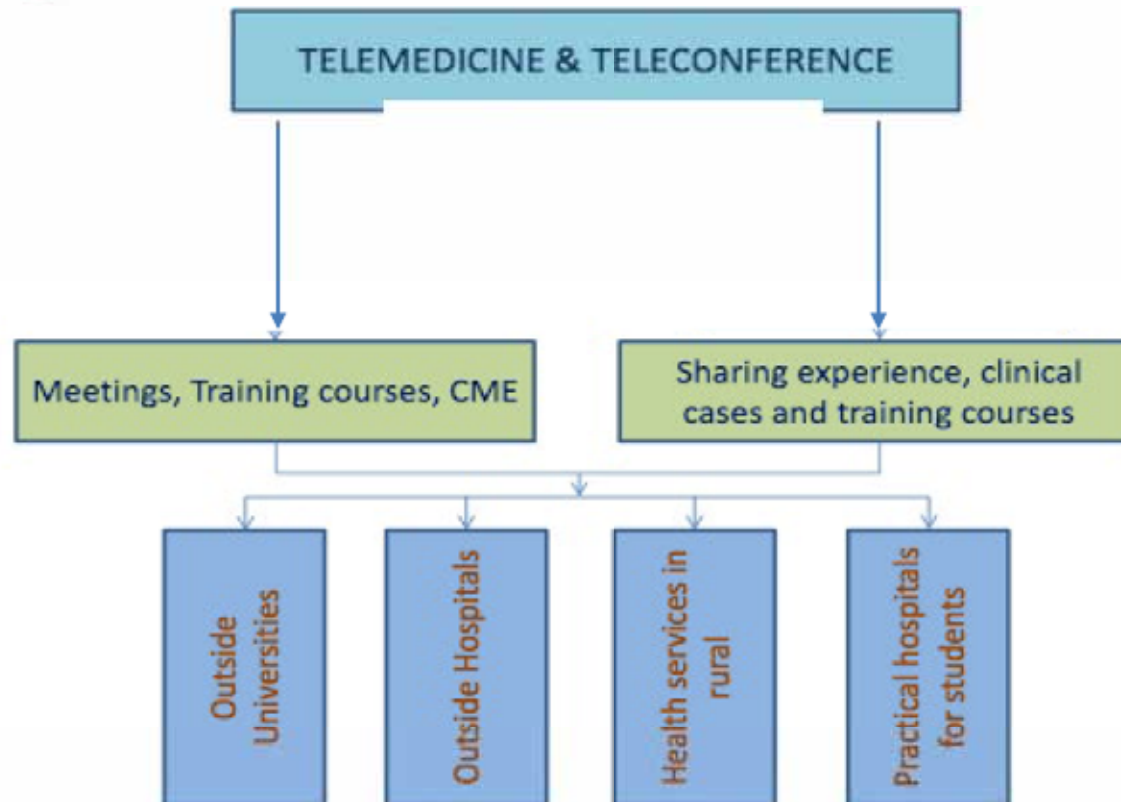 TELEMEDICINE & TELECONFERENCE
Meetings, Training courses, CME
Sharing experience, clinical
cases and training courses
Outside
Universities
Outside Hospitals
Health services in
rural
Practical hospitals
for students